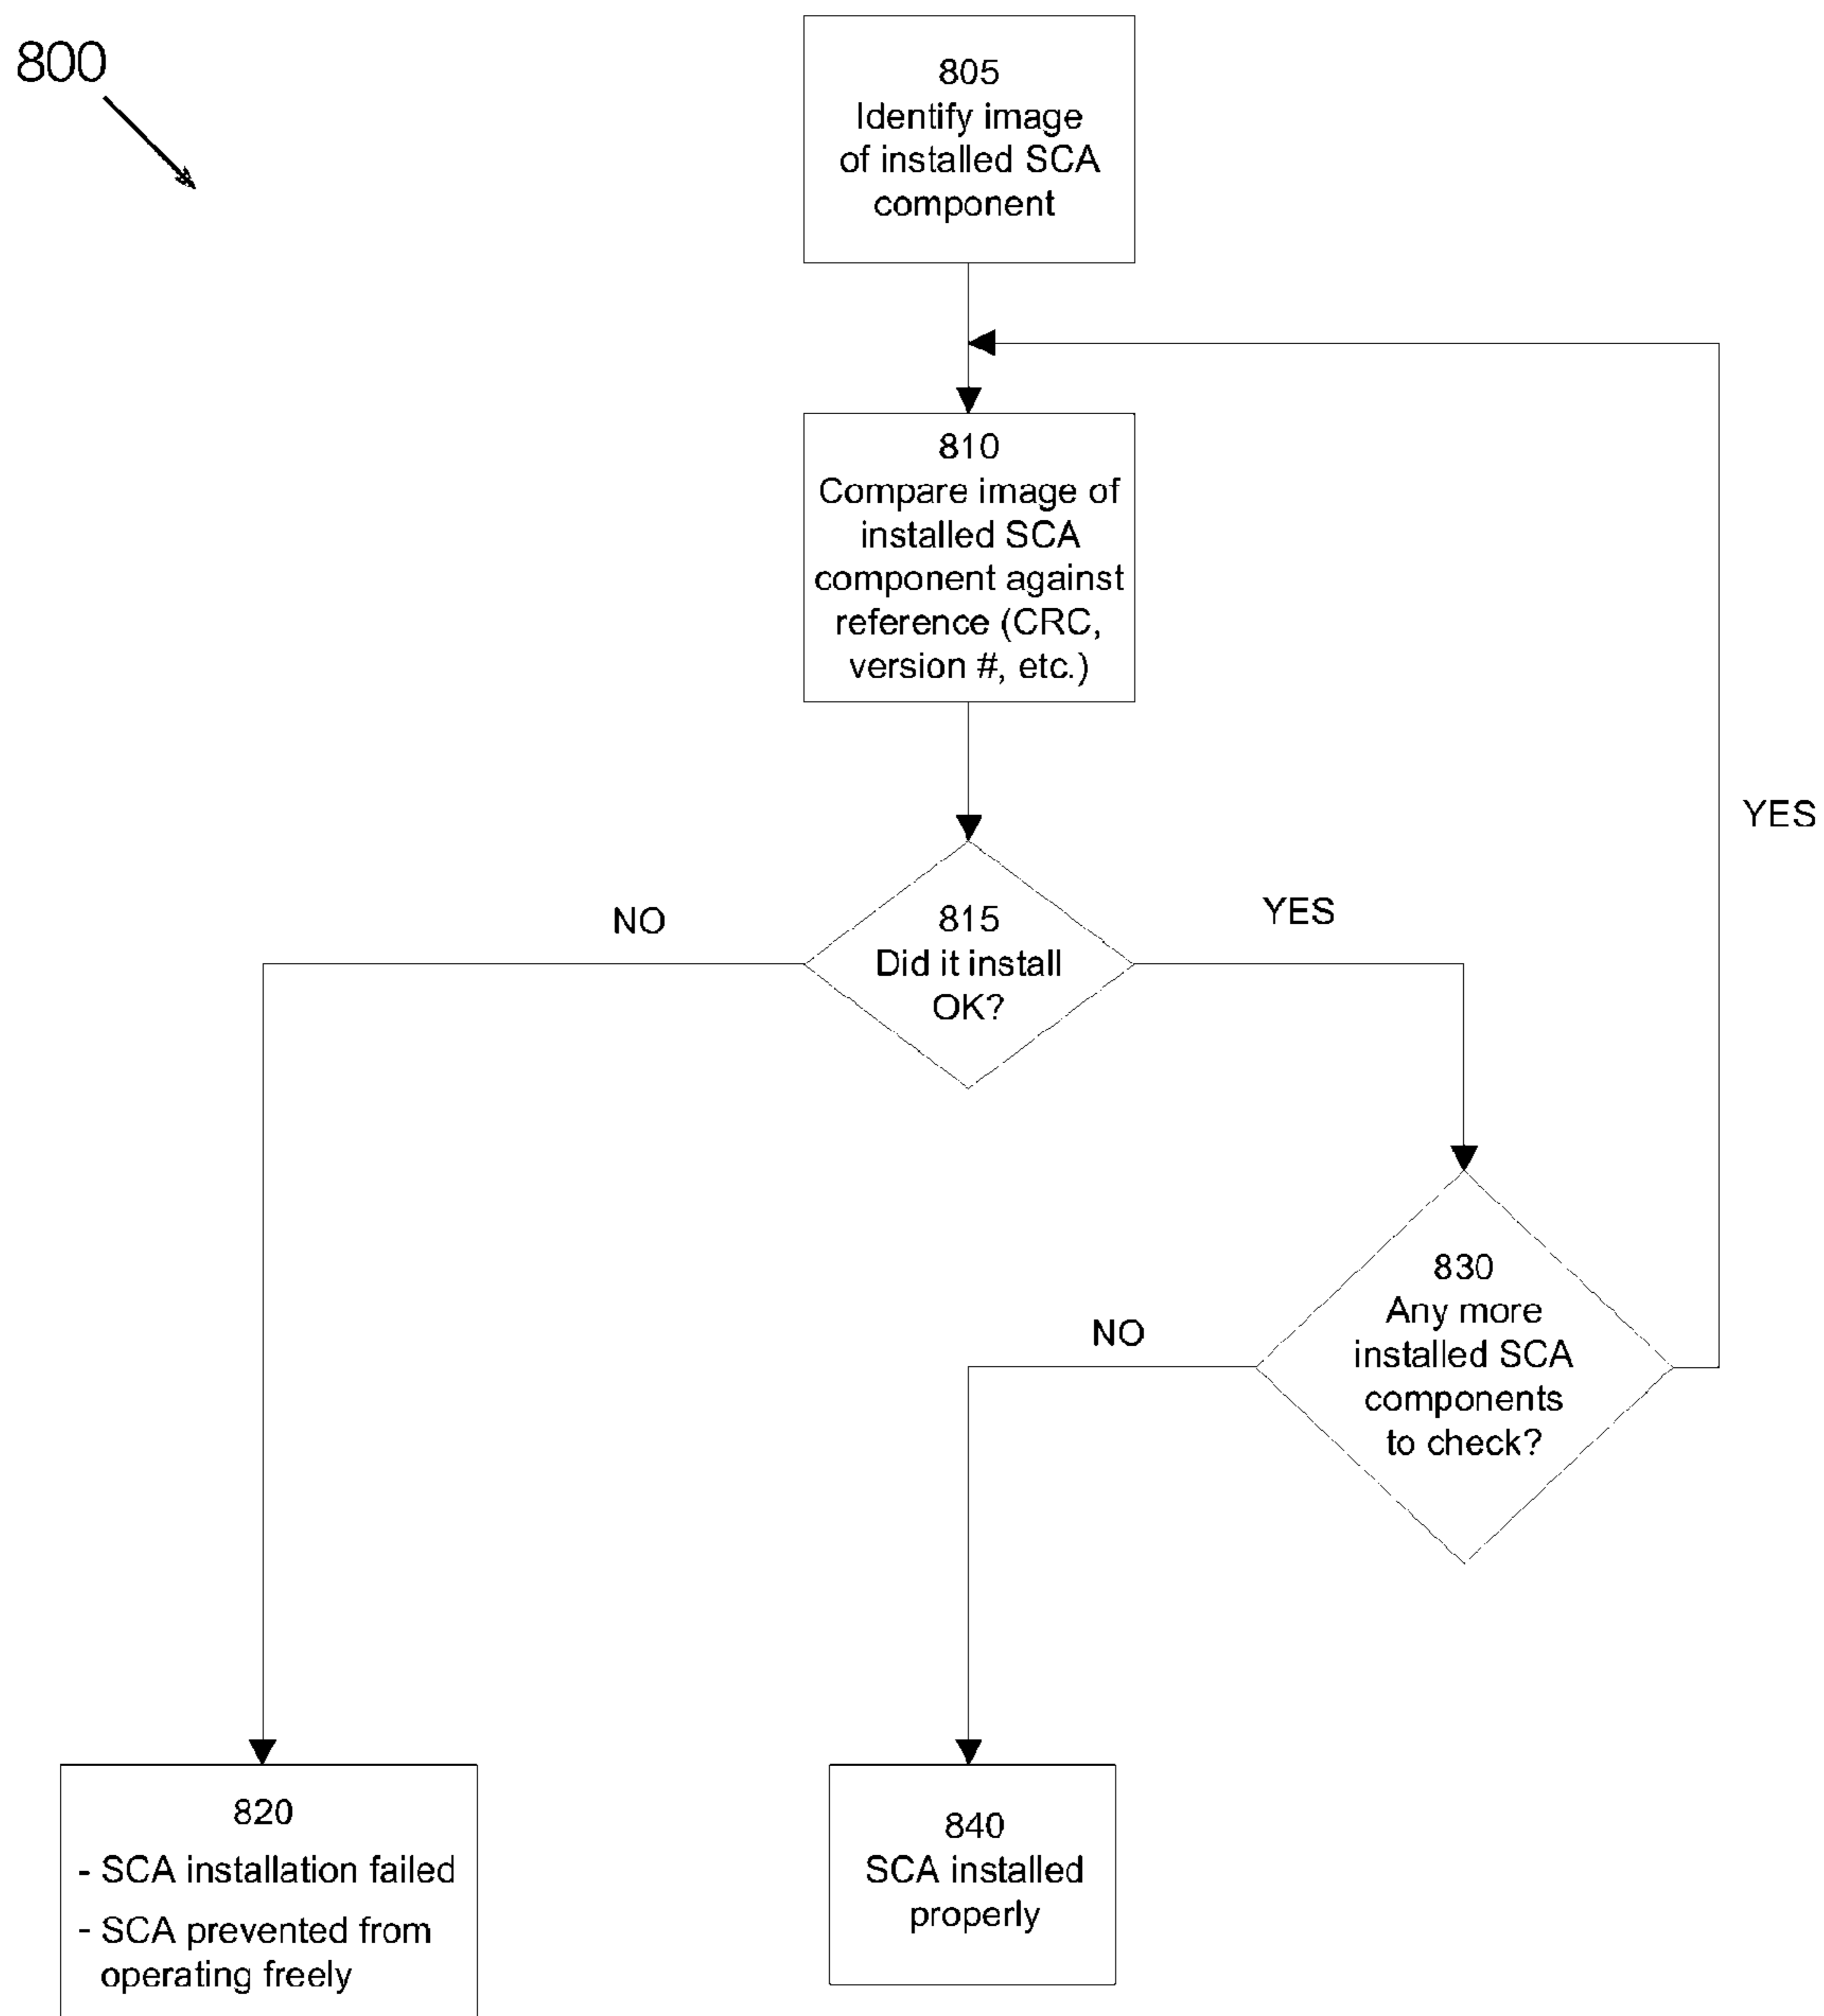 800
805
Identify image
of installed SCA
component
810
Compare image of
installed SCA
component against
reference (CRC,
version #, etc.)
YES
NO
YES
815
Did it install
OK?
830
Any more
installed SCA
components
to check?
NO
820
- SCA installation failed
- SCA prevented from
operating freely
840
SCA installed
properly